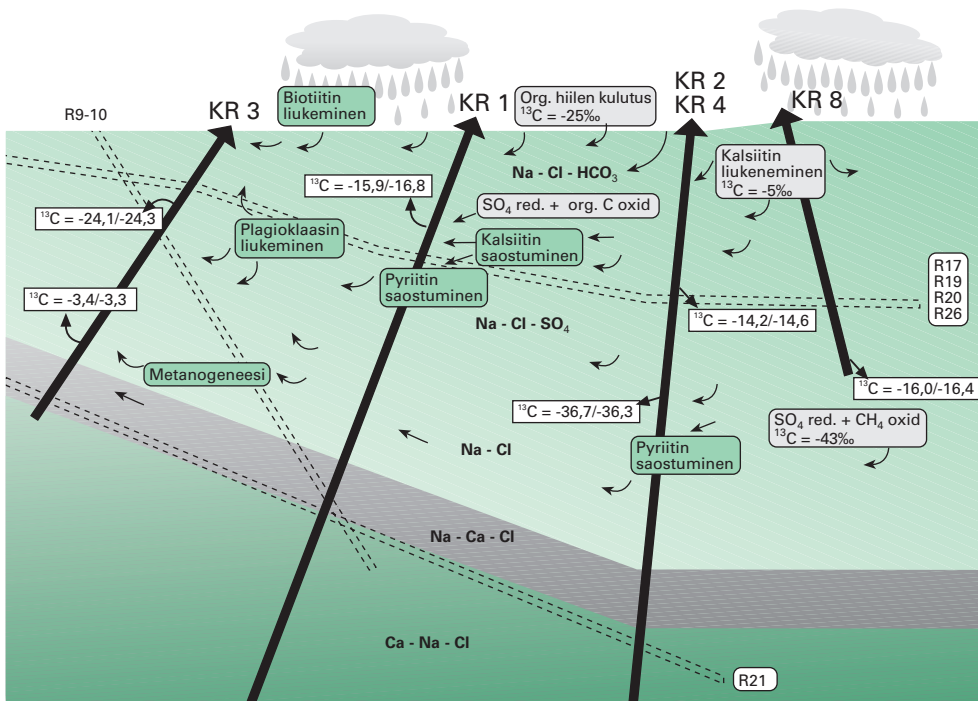 R9-10
KR 3
Biotiitin
liukeminen
KR 1
Org. hiilen kulutus
¹³C = -25‰
KR 2
KR 4
KR 8
Kalsiitin
liukeneminen
¹³C = -5‰
Na - Cl - HCO₃
¹³C = -15,9/-16,8
¹³C = -24,1/-24,3
SO₄ red. + org. C oxid
Plagioklaasin
liukeminen
Kalsiitin
saostuminen
Pyriitin
saostuminen
R17
R19
R20
R26
¹³C = -3,4/-3,3
Na - Cl - SO₄
¹³C = -14,2/-14,6
Metanogeneesi
¹³C = -16,0/-16,4
¹³C = -36,7/-36,3
SO₄ red. + CH₄ oxid
¹³C = -43‰
Na - Cl
Pyriitin
saostuminen
Na - Ca - Cl
Ca - Na - Cl
R21